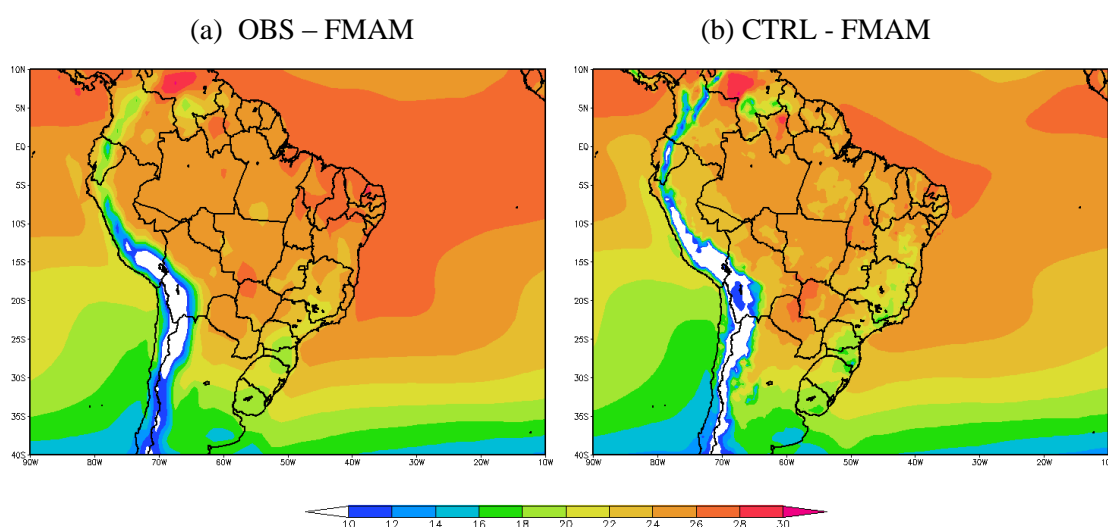 (a) OBS – FMAM (b) CTRL - FMAM
10N 10N
5N 5N
EQ EQ
5S 5S
10S 10S
15S 15S
20S 20S
25S 25S
30S 30S
35S 35S
40S 40S
90W 80W 70W 60W 50W 40W 30W 20W 10W 90W 80W 70W 60W 50W 40W 30W 20W 10W
10 12 14 16 18 20 22 24 26 28 30